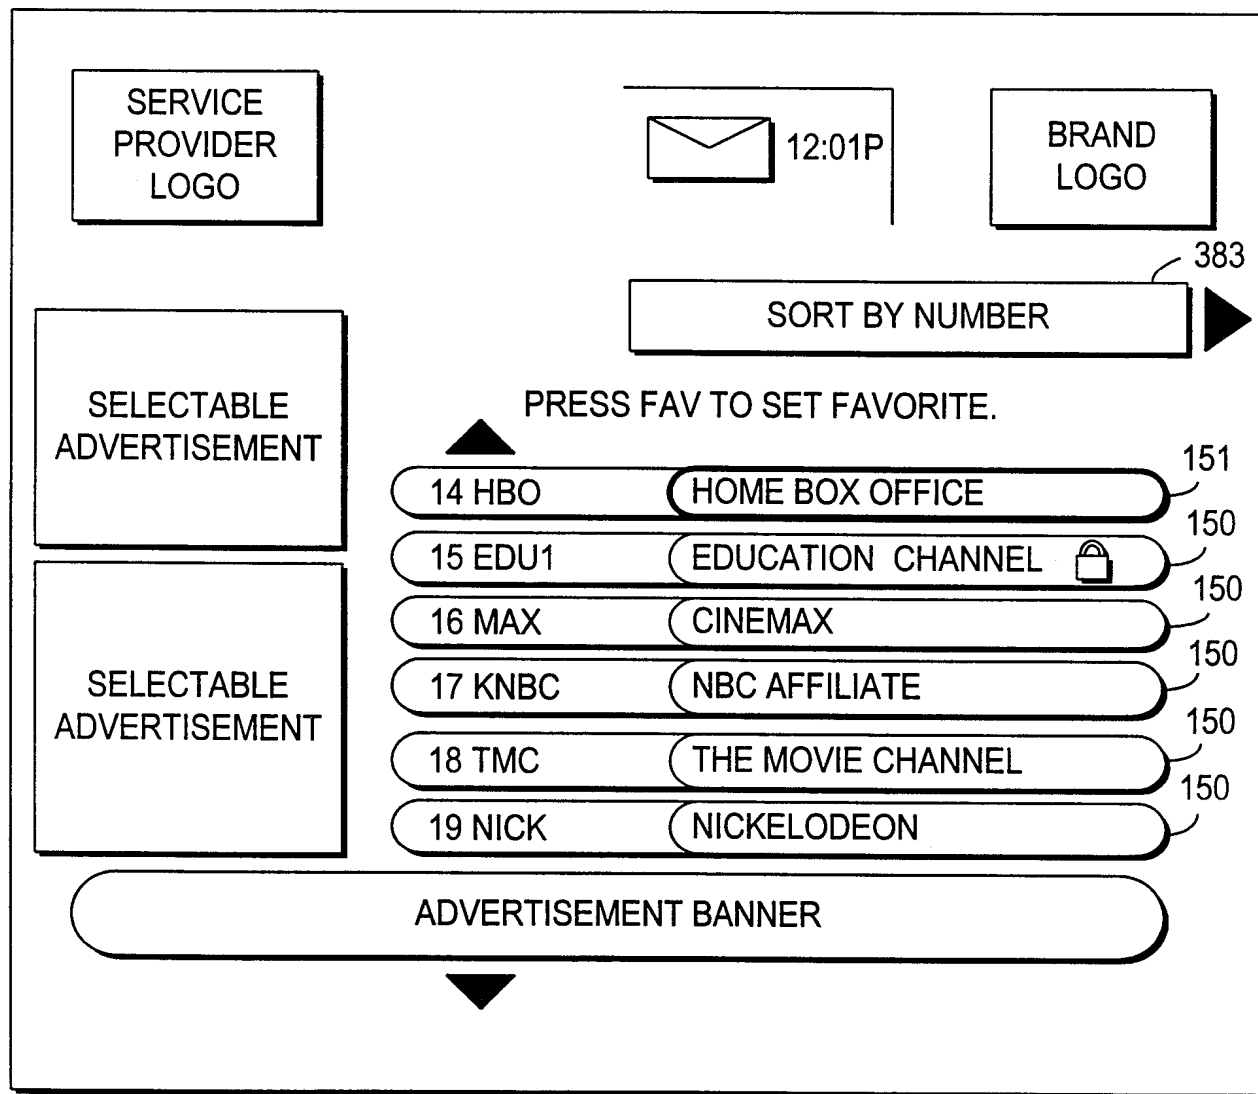 SERVICE
PROVIDER
LOGO
12:01P
BRAND
LOGO
383
SORT BY NUMBER
SELECTABLE
ADVERTISEMENT
PRESS FAV TO SET FAVORITE.
14 HBO HOME BOX OFFICE 151
15 EDU1 EDUCATION CHANNEL 150
16 MAX CINEMAX 150
17 KNBC NBC AFFILIATE 150
18 TMC THE MOVIE CHANNEL 150
19 NICK NICKELODEON 150
SELECTABLE
ADVERTISEMENT
ADVERTISEMENT BANNER